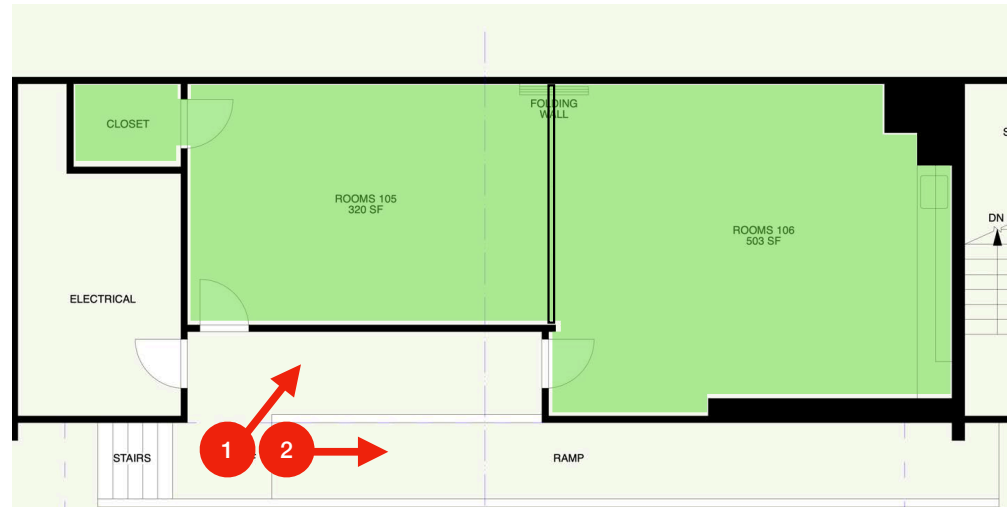 FOLDING
WALL
CLOSET
ROOMS 105
320 SF
ROOMS 106
503 SF
S
DN
ELECTRICAL
1
2
STAIRS
RAMP